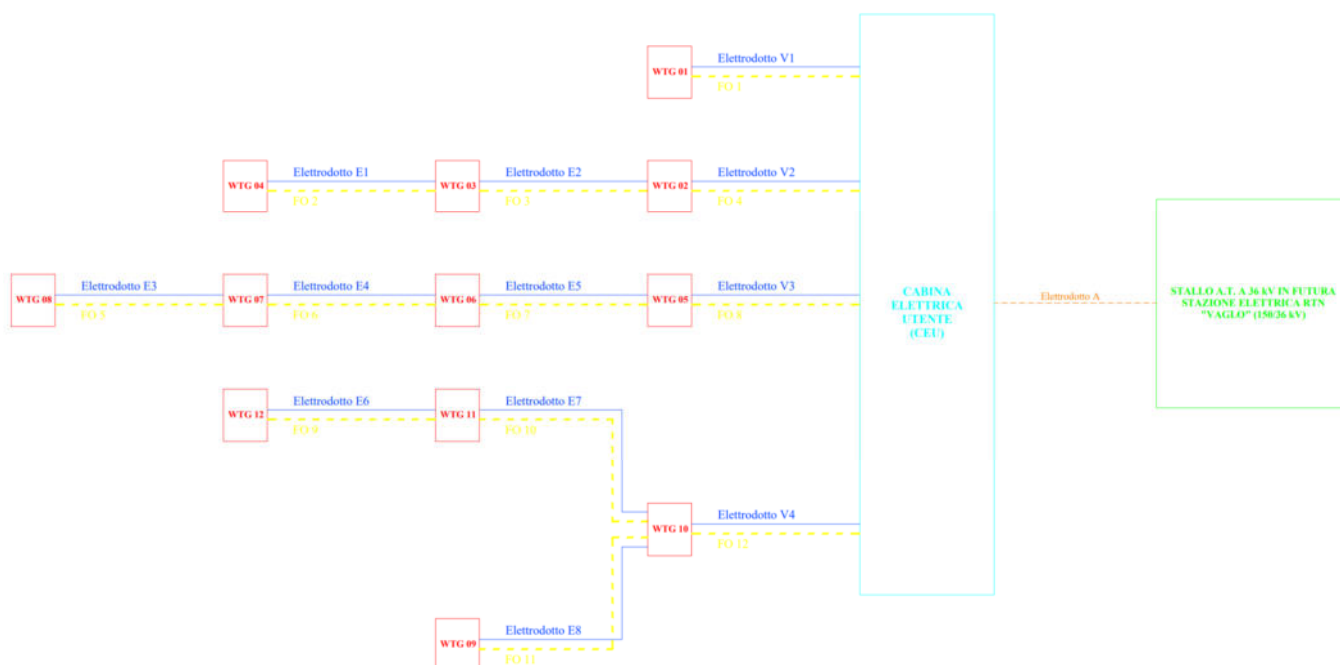 Elettrodotto V1
WTG 01
FO 1
Elettrodotto E1
Elettrodotto E2
Elettrodotto V2
WTG 04
WTG 03
WTG 02
FO 2
FO 3
FO 4
Elettrodotto E3
Elettrodotto E4
Elettrodotto E5
Elettrodotto V3
WTG 08
WTG 07
WTG 06
WTG 05
FO 5
FO 6
FO 7
FO 8
CABINA
ELETTRICA
UTENTE
(CEU)
Elettrodotto A
STALLO A.T. A 36 kV IN FUTURA
STAZIONE ELETTRICA RTN
"VAGLO" (150/36 kV)
Elettrodotto E6
Elettrodotto E7
WTG 12
WTG 11
FO 9
FO 10
Elettrodotto V4
WTG 10
FO 12
Elettrodotto E8
WTG 09
FO 11